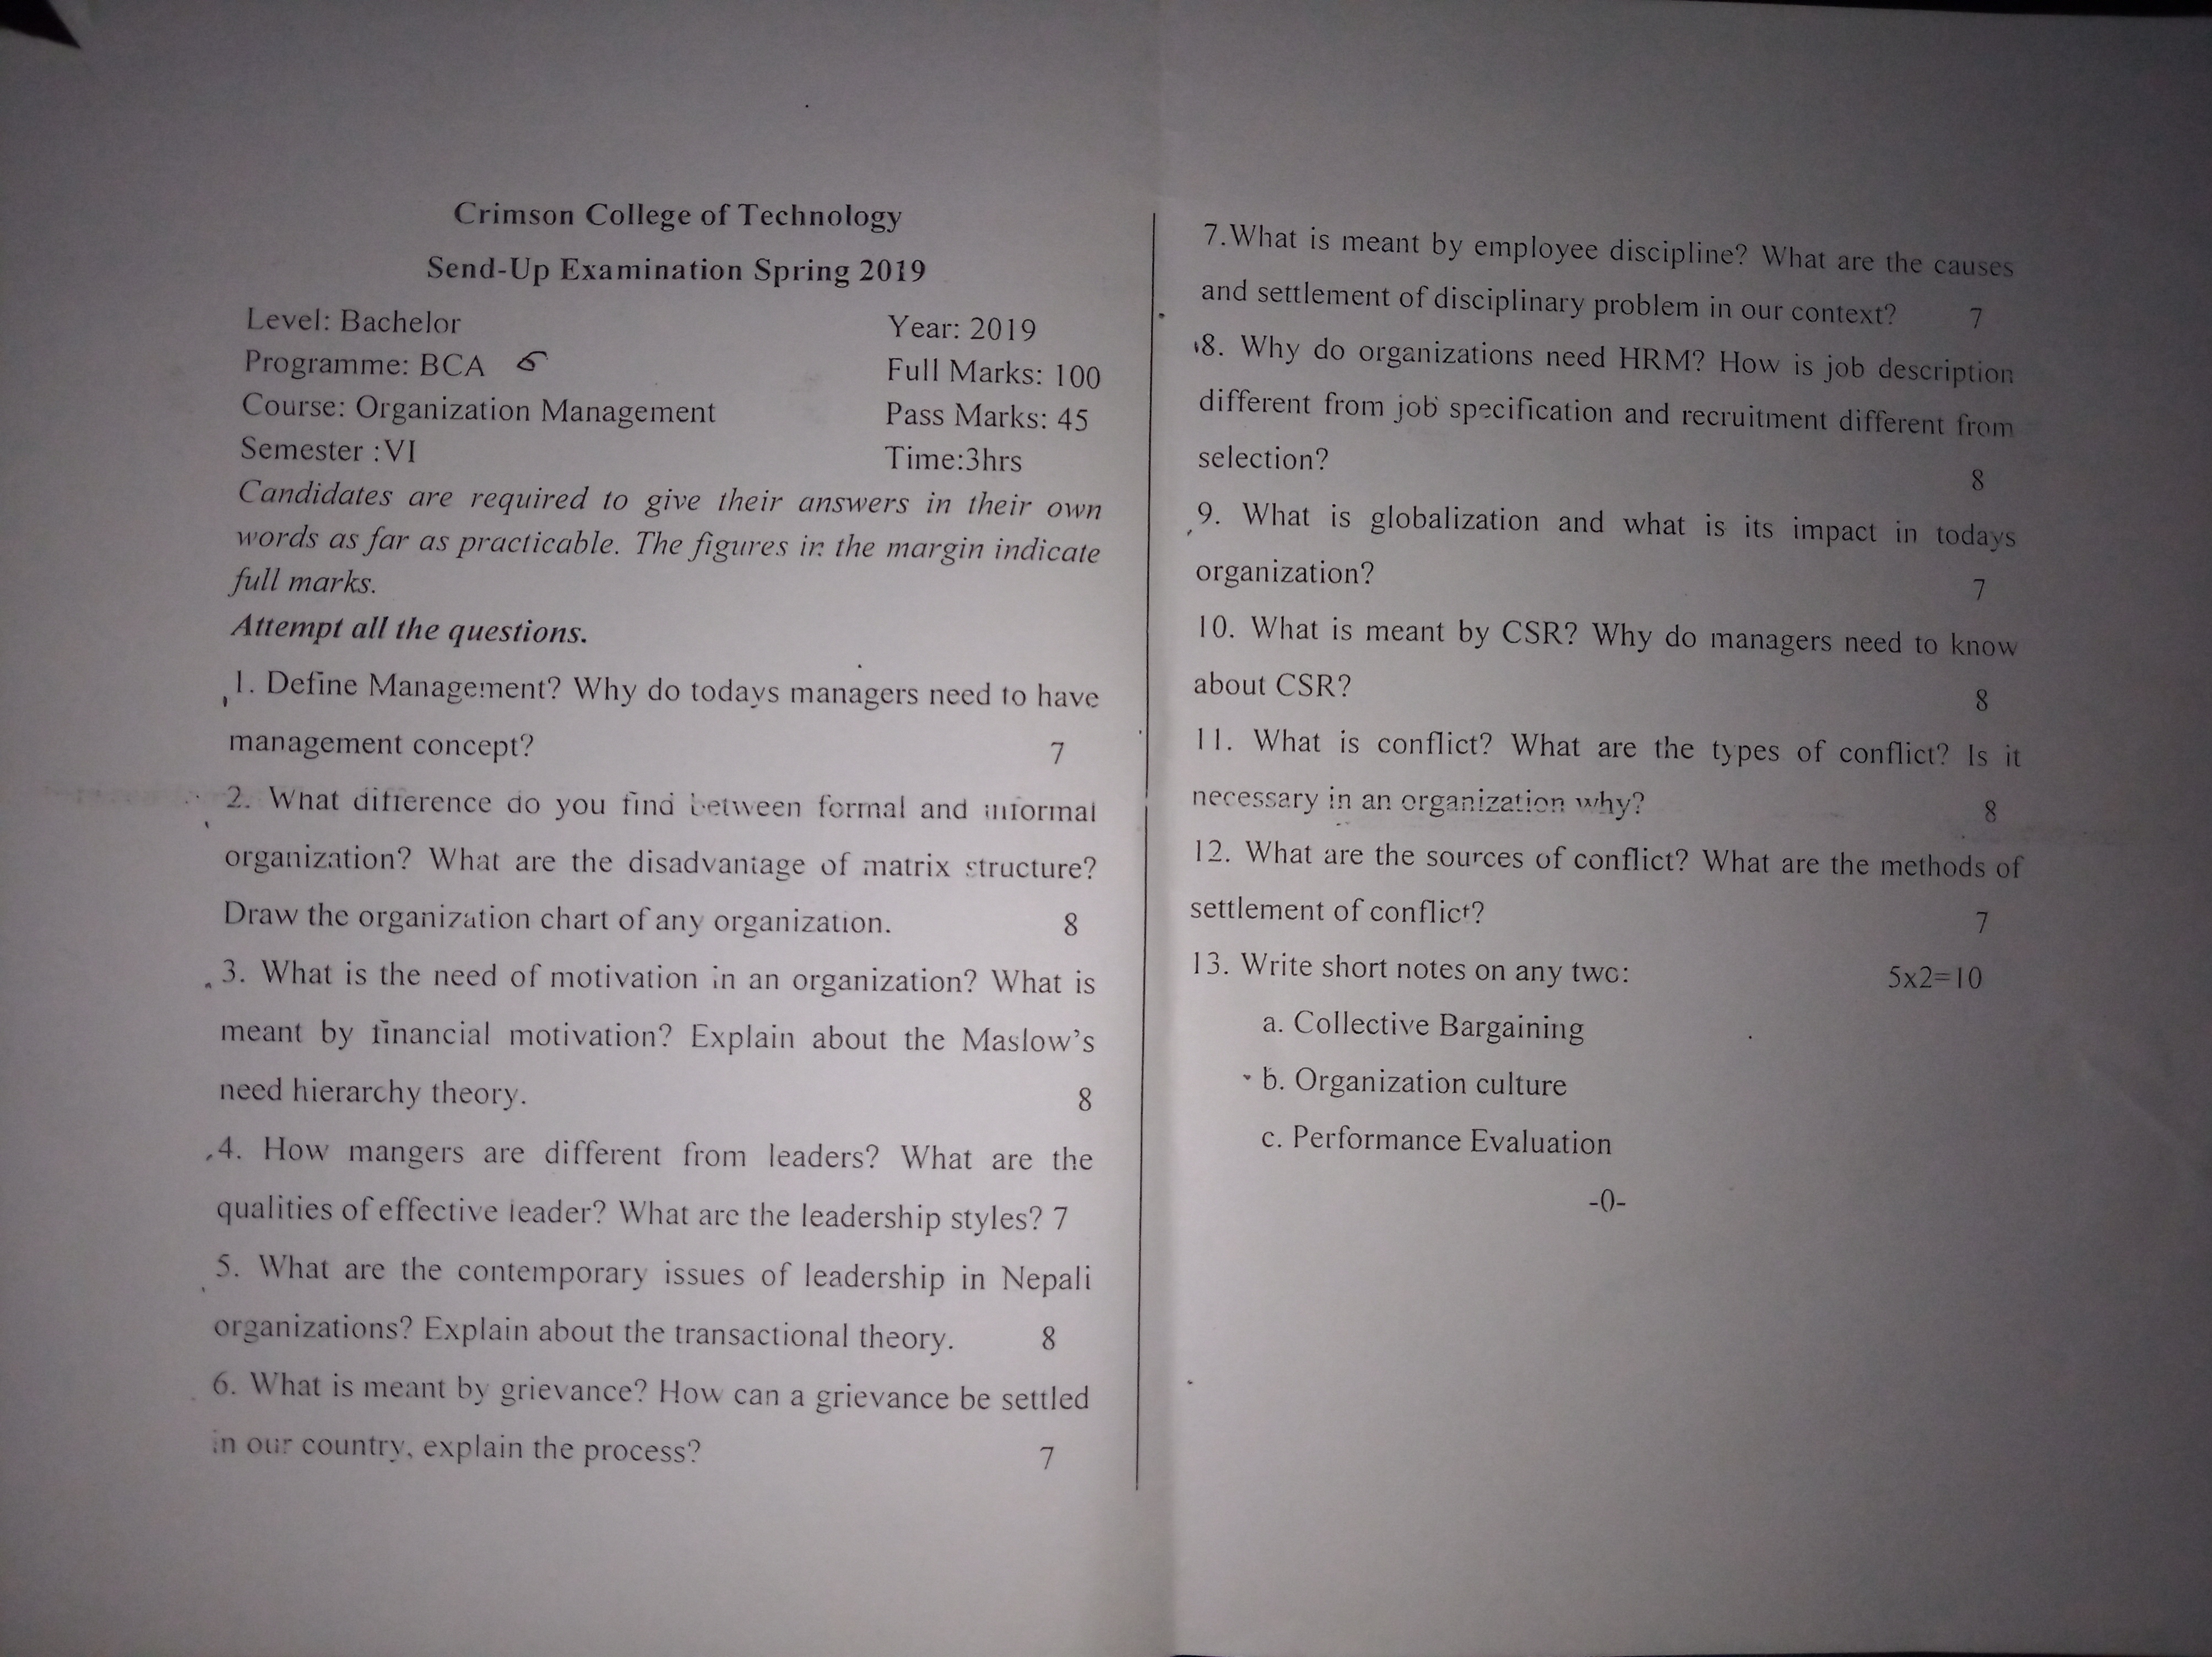 Crimson College of Technology
Send-Up Examination Spring 2019
Level: Bachelor Year: 2019
Programme: BCA 6 Full Marks: 100
Course: Organization Management Pass Marks: 45
Semester :VI Time:3hrs
Candidates are required to give their answers in their own
words as far as practicable. The figures in the margin indicate
full marks.
Attempt all the questions.
1. Define Management? Why do todays managers need to have
management concept? 7
2. What difference do you find between formal and informal
organization? What are the disadvantage of matrix structure?
Draw the organization chart of any organization. 8
3. What is the need of motivation in an organization? What is
meant by financial motivation? Explain about the Maslow's
need hierarchy theory. 8
4. How mangers are different from leaders? What are the
qualities of effective leader? What are the leadership styles? 7
5. What are the contemporary issues of leadership in Nepali
organizations? Explain about the transactional theory. 8
6. What is meant by grievance? How can a grievance be settled
in our country, explain the process? 7
7.What is meant by employee discipline? What are the causes
and settlement of disciplinary problem in our context? 7
8. Why do organizations need HRM? How is job description
different from job specification and recruitment different from
selection? 8
9. What is globalization and what is its impact in todays
organization? 7
10. What is meant by CSR? Why do managers need to know
about CSR? 8
11. What is conflict? What are the types of conflict? Is it
necessary in an organization why? 8
12. What are the sources of conflict? What are the methods of
settlement of conflict? 7
13. Write short notes on any two: 5x2=10
a. Collective Bargaining
b. Organization culture
c. Performance Evaluation
-0-